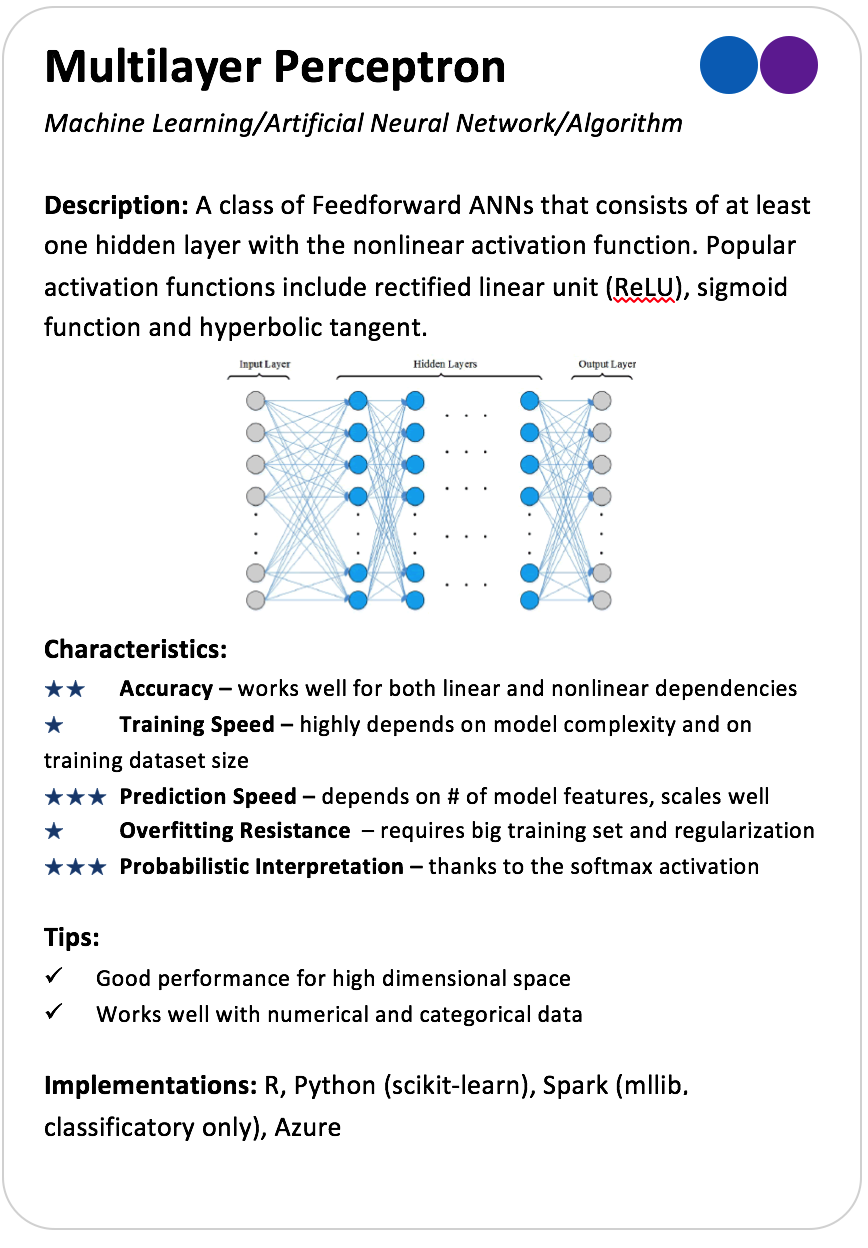 Multilayer Perceptron
Machine Learning/Artificial Neural Network/Algorithm
Description: A class of Feedforward ANNs that consists of at least
one hidden layer with the nonlinear activation function. Popular
activation functions include rectified linear unit (ReLU), sigmoid
function and hyperbolic tangent.
Input Layer Hidden Layers Output Layer
Characteristics:
★★ Accuracy – works well for both linear and nonlinear dependencies
★ Training Speed – highly depends on model complexity and on
training dataset size
★★★ Prediction Speed – depends on # of model features, scales well
★ Overfitting Resistance – requires big training set and regularization
★★★ Probabilistic Interpretation – thanks to the softmax activation
Tips:
✓ Good performance for high dimensional space
✓ Works well with numerical and categorical data
Implementations: R, Python (scikit-learn), Spark (mllib.
classificatory only), Azure